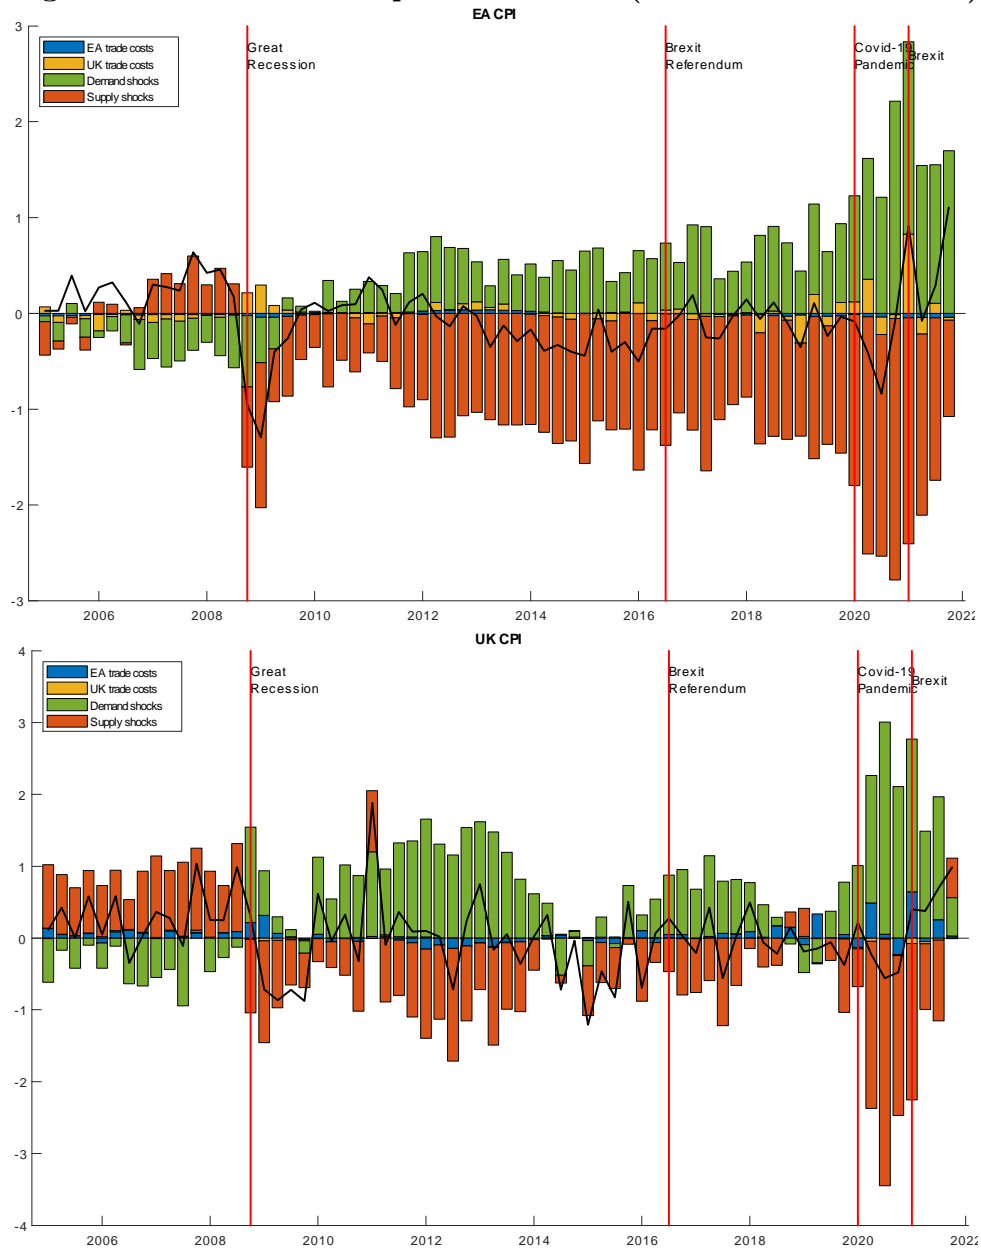 EA CPI
3
2
1
0
-1
-2
-3
EA trade costs
UK trade costs
Demand shocks
Supply shocks
Great
Recession
Brexit
Referendum
Covid-19
Pandemic
Brexit
2006 2008 2010 2012 2014 2016 2018 2020 2022
UK CPI
4
3
2
1
0
-1
-2
-3
-4
EA trade costs
UK trade costs
Demand shocks
Supply shocks
Great
Recession
Brexit
Referendum
Covid-19
Pandemic
Brexit
2006 2008 2010 2012 2014 2016 2018 2020 2022